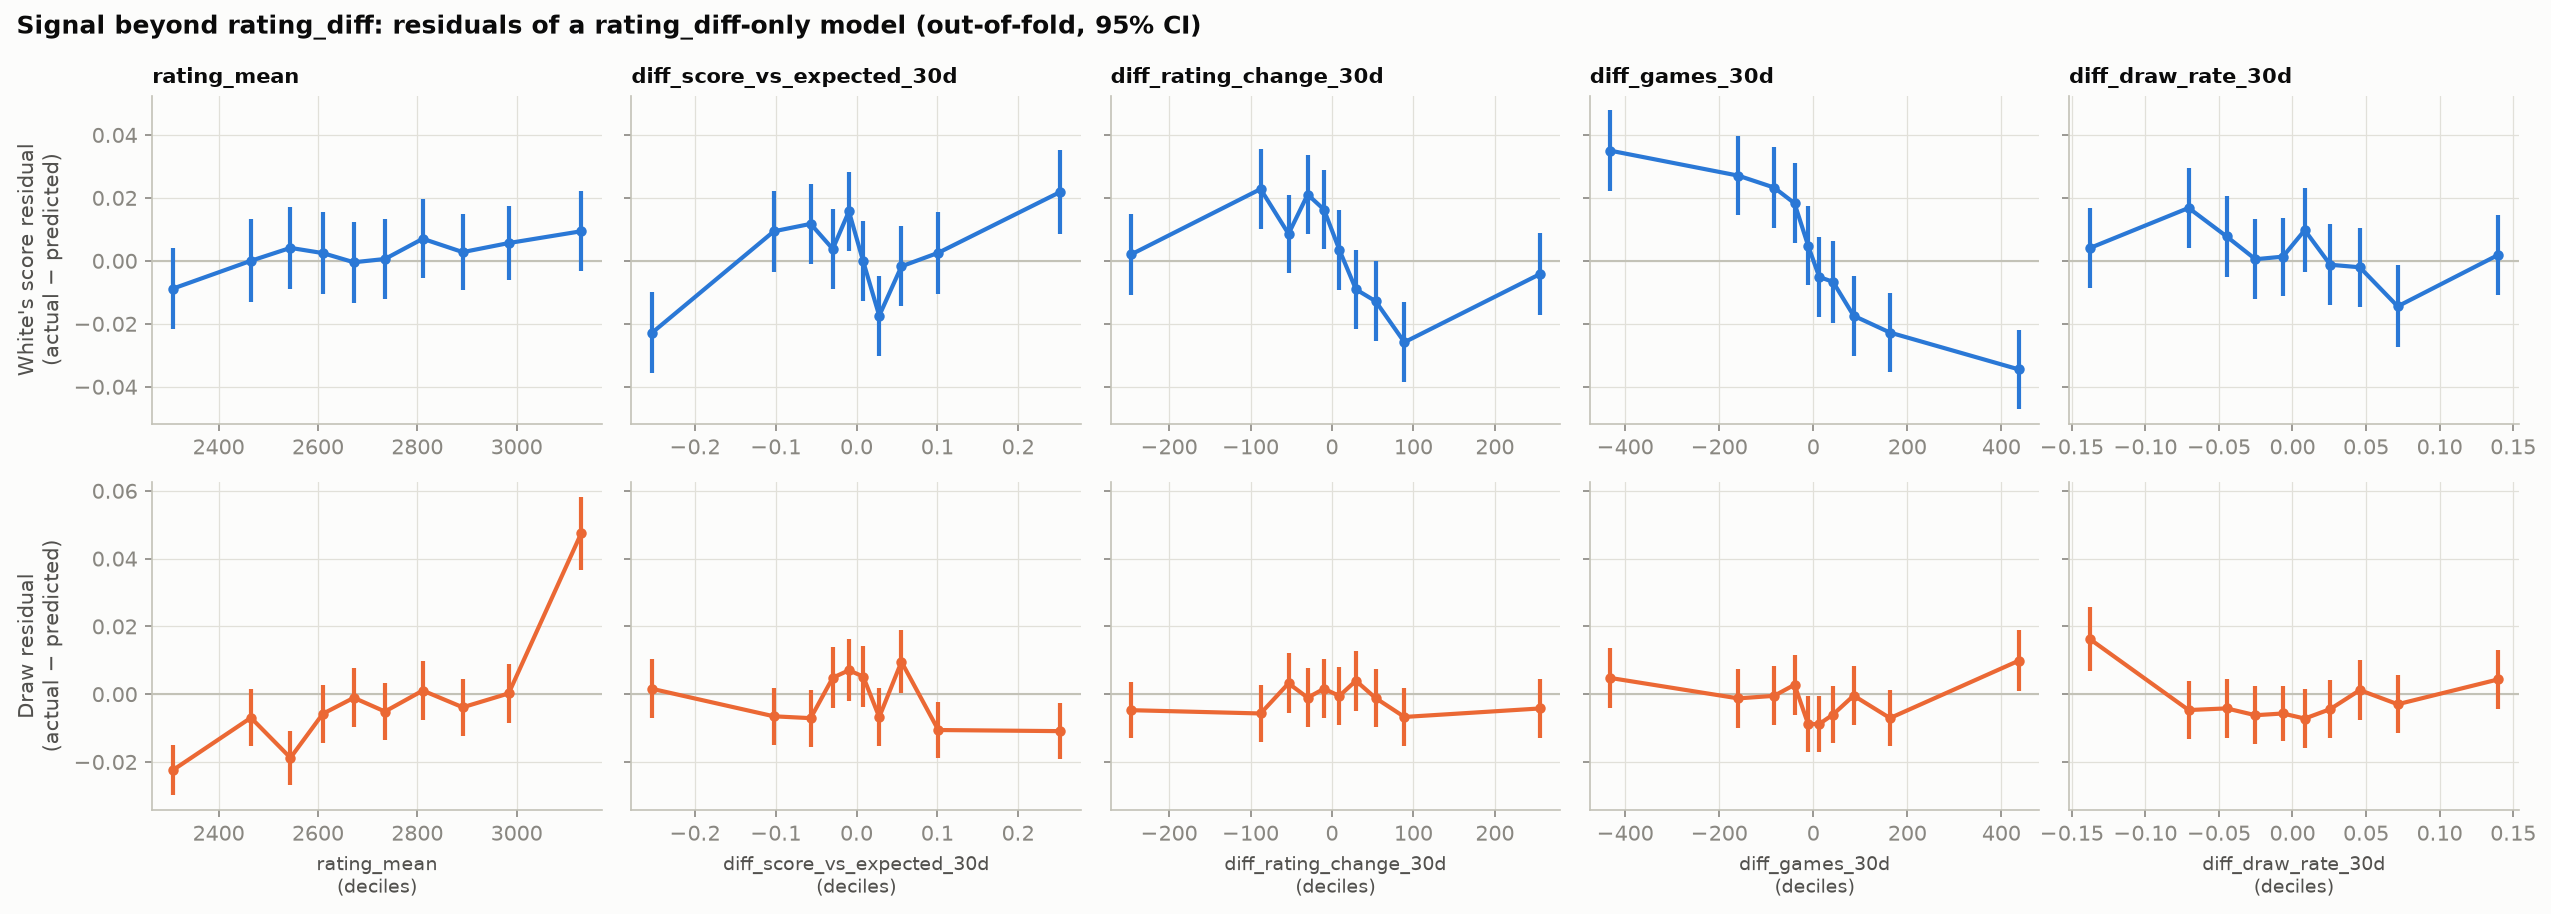 Signal beyond rating_diff: residuals of a rating_diff-only model (out-of-fold, 95% CI)
rating_mean
diff_score_vs_expected_30d
diff_rating_change_30d
diff_games_30d
diff_draw_rate_30d
White's score residual
(actual − predicted)
0.04
0.02
0.00
−0.02
−0.04
2400 2600 2800 3000
−0.2 −0.1 0.0 0.1 0.2
−200 −100 0 100 200
−400 −200 0 200 400
−0.15 −0.10 −0.05 0.00 0.05 0.10 0.15
Draw residual
(actual − predicted)
0.06
0.04
0.02
0.00
−0.02
2400 2600 2800 3000
−0.2 −0.1 0.0 0.1 0.2
−200 −100 0 100 200
−400 −200 0 200 400
−0.15 −0.10 −0.05 0.00 0.05 0.10 0.15
rating_mean
(deciles)
diff_score_vs_expected_30d
(deciles)
diff_rating_change_30d
(deciles)
diff_games_30d
(deciles)
diff_draw_rate_30d
(deciles)